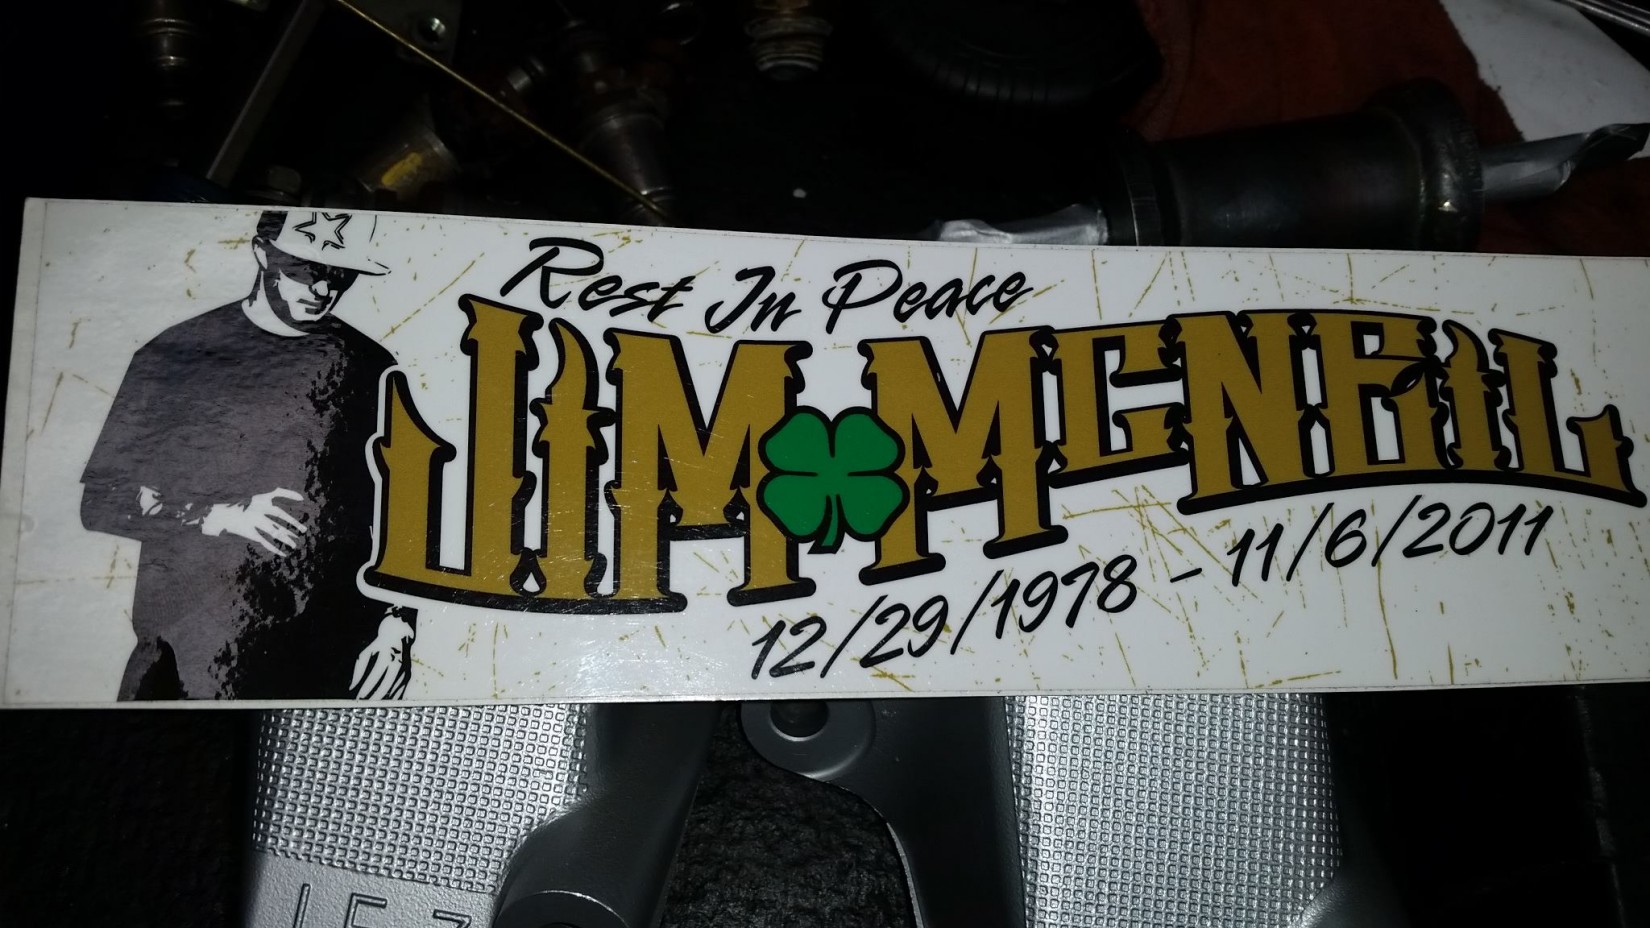 Rest In Peace
JIM MCNEIL
12/29/1978 - 11/6/2011